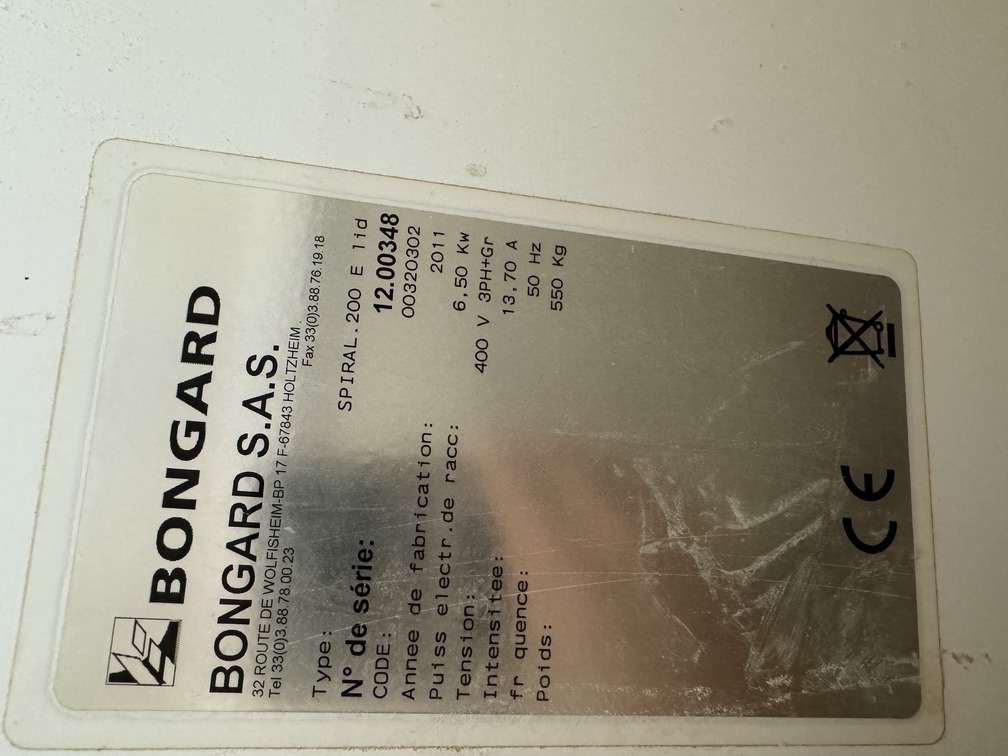 BONGARD
BONGARD S.A.S.
32 ROUTE DE WOLFISHEIM-BP 17 F-67843 HOLTZHEIM
Tel 33(0)3.88.78.00.23 Fax 33(0)3.88.76.19.18
Type: SPIRAL.200 E lid
N° de série: 12.00348
CODE: 00320302
Annee de fabrication: 2011
Puiss electr.de racc: 6,50 Kw
Tension: 400 V 3PH+Gr
Intensitee: 13,70 A
fr quence: 50 Hz
Poids: 550 Kg
CE